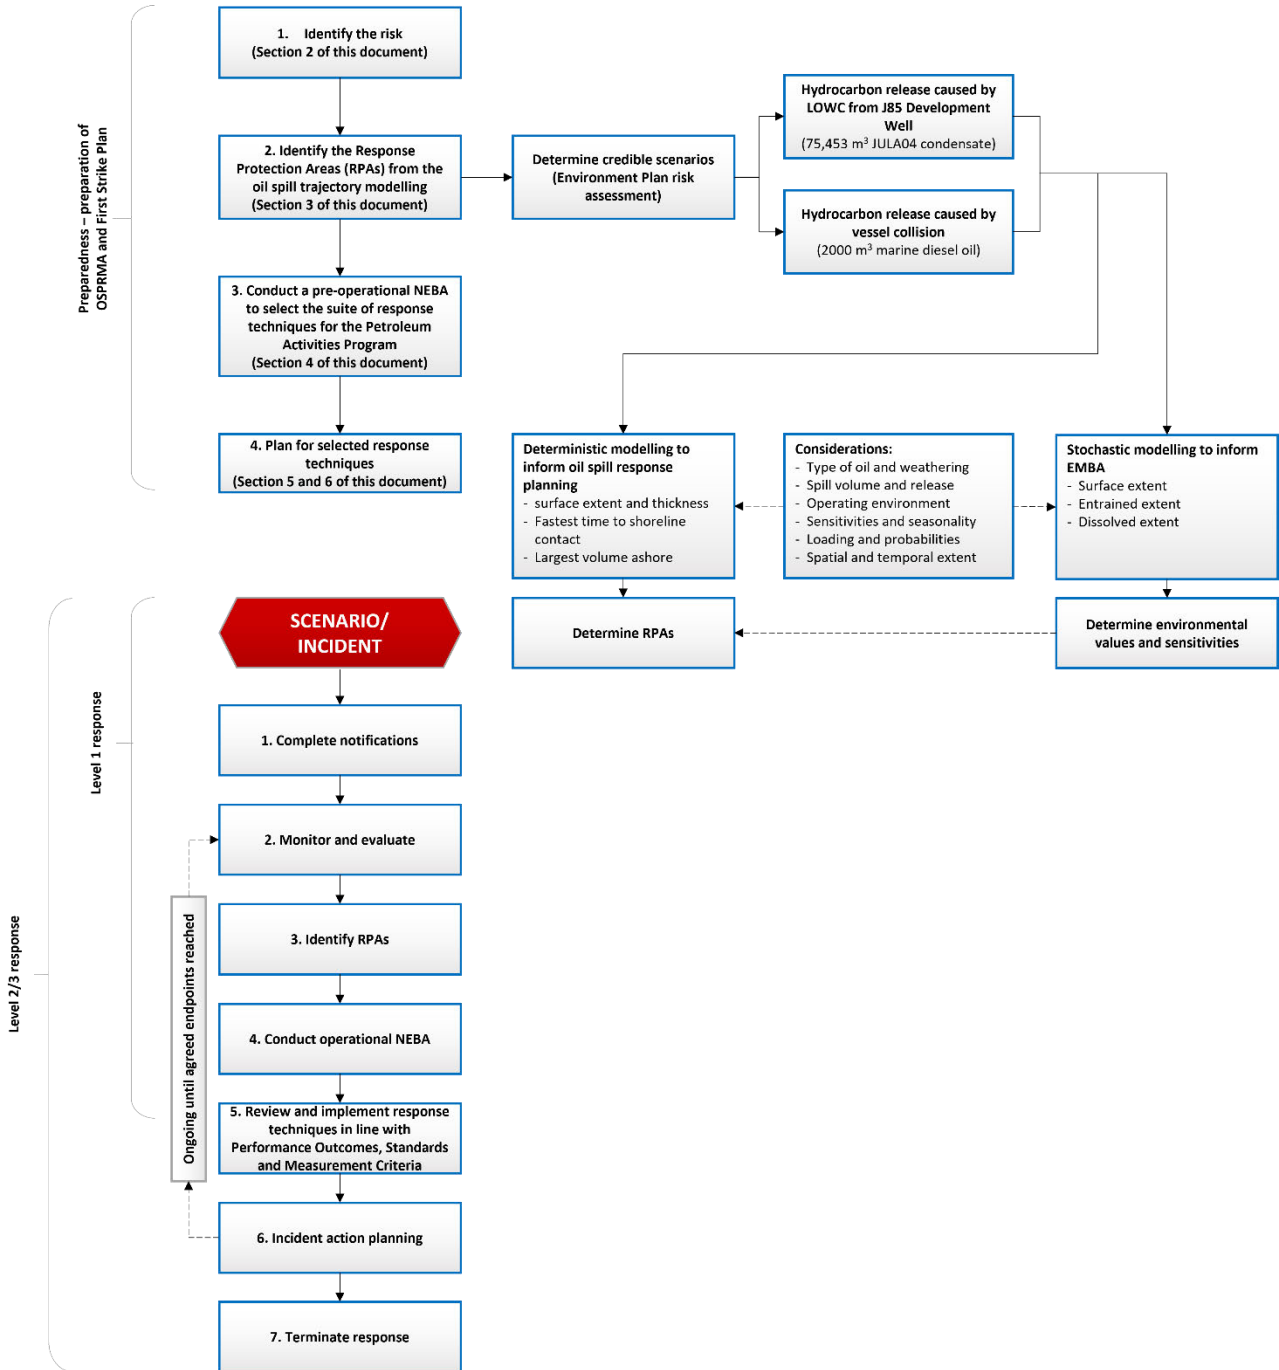 Preparedness – preparation of
OSPRMA and First Strike Plan
1. Identify the risk
(Section 2 of this document)
2. Identify the Response
Protection Areas (RPAs) from the
oil spill trajectory modelling
(Section 3 of this document)
3. Conduct a pre-operational NEBA
to select the suite of response
techniques for the Petroleum
Activities Program
(Section 4 of this document)
4. Plan for selected response
techniques
(Section 5 and 6 of this document)
Determine credible scenarios
(Environment Plan risk
assessment)
Hydrocarbon release caused by
LOWC from J85 Development
Well
(75,453 m³ JULA04 condensate)
Hydrocarbon release caused by
vessel collision
(2000 m³ marine diesel oil)
Deterministic modelling to
inform oil spill response
planning
- surface extent and thickness
- Fastest time to shoreline
contact
- Largest volume ashore
Considerations:
- Type of oil and weathering
- Spill volume and release
- Operating environment
- Sensitivities and seasonality
- Loading and probabilities
- Spatial and temporal extent
Stochastic modelling to inform
EMBA
- Surface extent
- Entrained extent
- Dissolved extent
Determine RPAs
Determine environmental
values and sensitivities
Level 2/3 response
Level 1 response
SCENARIO/
INCIDENT
1. Complete notifications
2. Monitor and evaluate
3. Identify RPAs
4. Conduct operational NEBA
5. Review and implement response
techniques in line with
Performance Outcomes, Standards
and Measurement Criteria
6. Incident action planning
7. Terminate response
Ongoing until agreed endpoints reached